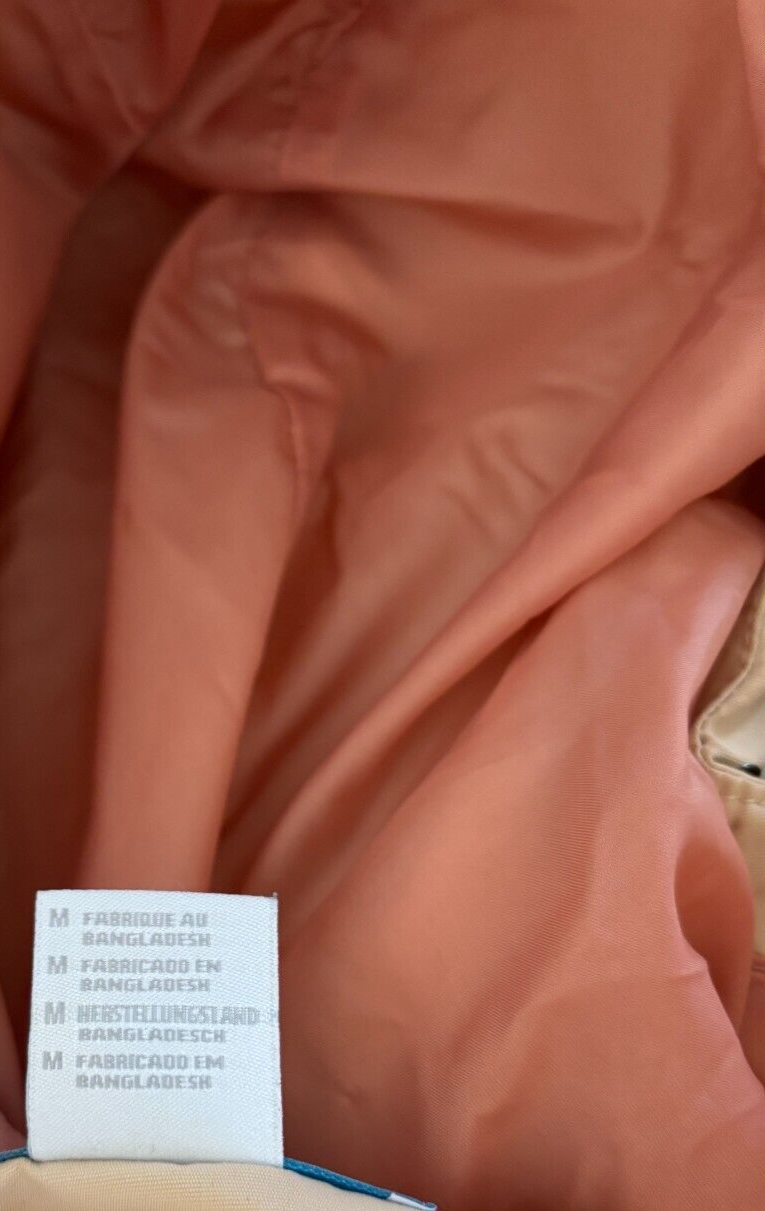 M FABRIQUE AU
BANGLADESH
M FABRICADO EN
BANGLADESH
M HERSTELLUNGSLAND
BANGLADESCH
M FABRICADO EM
BANGLADESH